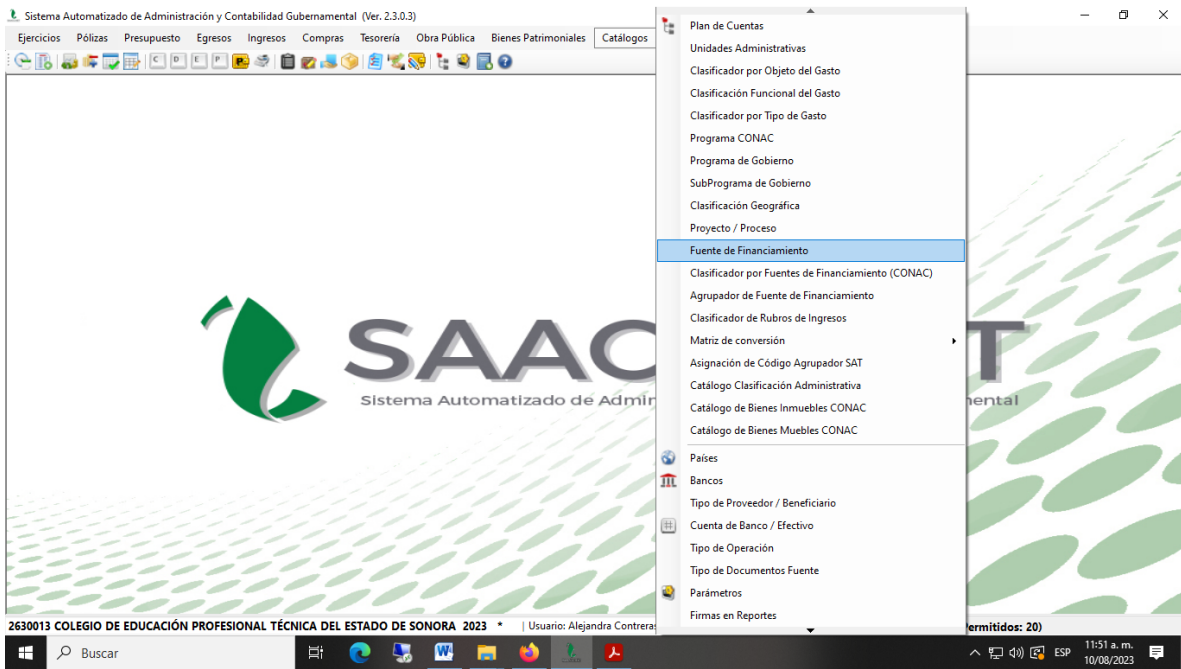 Sistema Automatizado de Administración y Contabilidad Gubernamental (Ver. 2.3.0.3)
Ejercicios Pólizas Presupuesto Egresos Ingresos Compras Tesorería Obra Pública Bienes Patrimoniales Catálogos
C D E P
Plan de Cuentas
Unidades Administrativas
Clasificador por Objeto del Gasto
Clasificación Funcional del Gasto
Clasificador por Tipo de Gasto
Programa CONAC
Programa de Gobierno
SubPrograma de Gobierno
Clasificación Geográfica
Proyecto / Proceso
Fuente de Financiamiento
Clasificador por Fuentes de Financiamiento (CONAC)
Agrupador de Fuente de Financiamiento
Clasificador de Rubros de Ingresos
Matriz de conversión
Asignación de Código Agrupador SAT
Catálogo Clasificación Administrativa
Catálogo de Bienes Inmuebles CONAC
Catálogo de Bienes Muebles CONAC
Países
Bancos
Tipo de Proveedor / Beneficiario
Cuenta de Banco / Efectivo
Tipo de Operación
Tipo de Documentos Fuente
Parámetros
Firmas en Reportes
SAAC T
Sistema Automatizado de Admin ental
2630013 COLEGIO DE EDUCACIÓN PROFESIONAL TÉCNICA DEL ESTADO DE SONORA 2023 * | Usuario: Alejandra Contreras ermitidos: 20)
Buscar
ESP
11:51 a. m.
10/08/2023